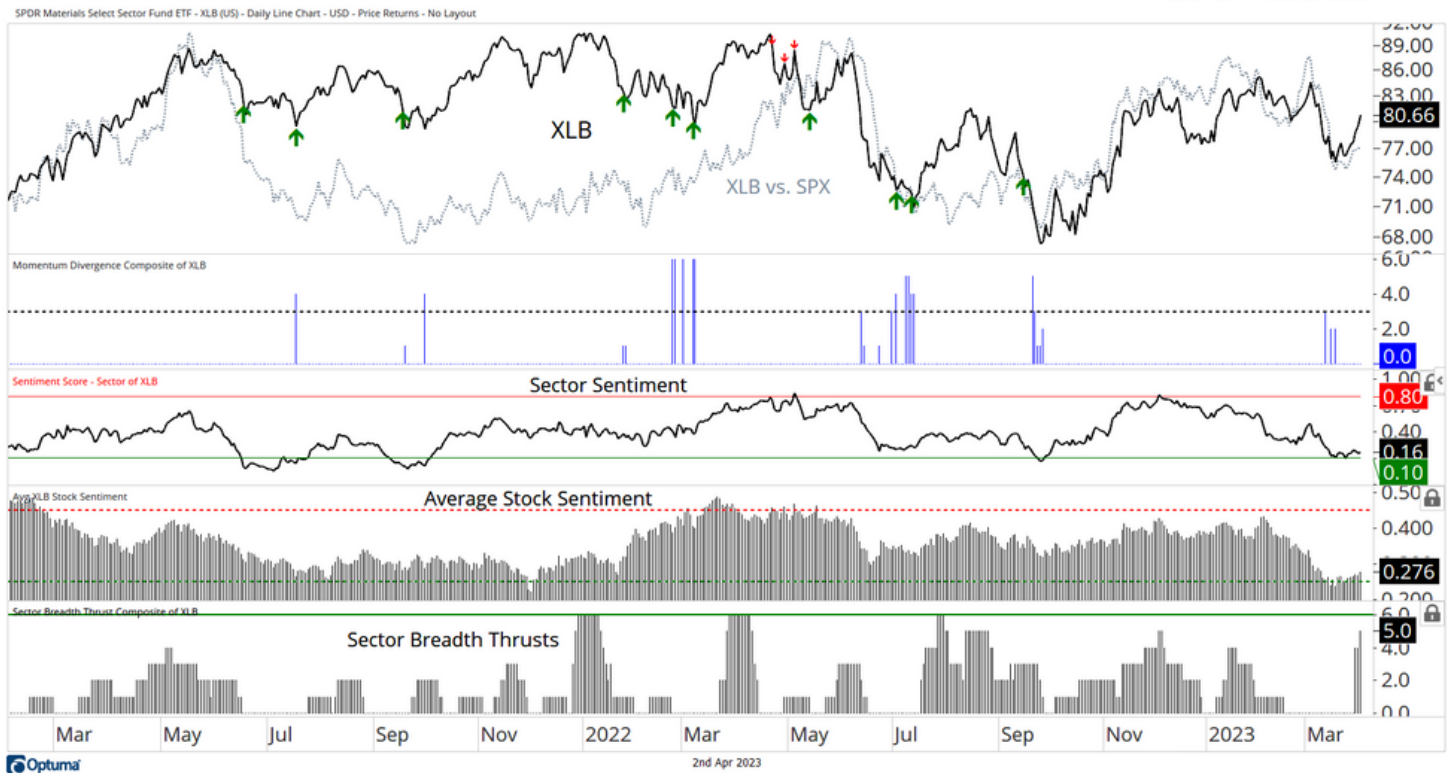 SPDR Materials Select Sector Fund ETF - XLB (US) - Daily Line Chart - USD - Price Returns - No Layout
92.00
89.00
86.00
83.00
80.66
77.00
74.00
71.00
68.00
XLB
XLB vs. SPX
Momentum Divergence Composite of XLB
6.0
4.0
2.0
0.0
Sentiment Score - Sector of XLB
Sector Sentiment
1.00
0.80
0.40
0.16
0.10
Avg XLB Stock Sentiment
Average Stock Sentiment
0.50
0.400
0.276
0.200
Sector Breadth Thrust Composite of XLB
Sector Breadth Thrusts
6.0
5.0
4.0
2.0
0.0
Mar May Jul Sep Nov 2022 Mar May Jul Sep Nov 2023 Mar
Optuma
2nd Apr 2023